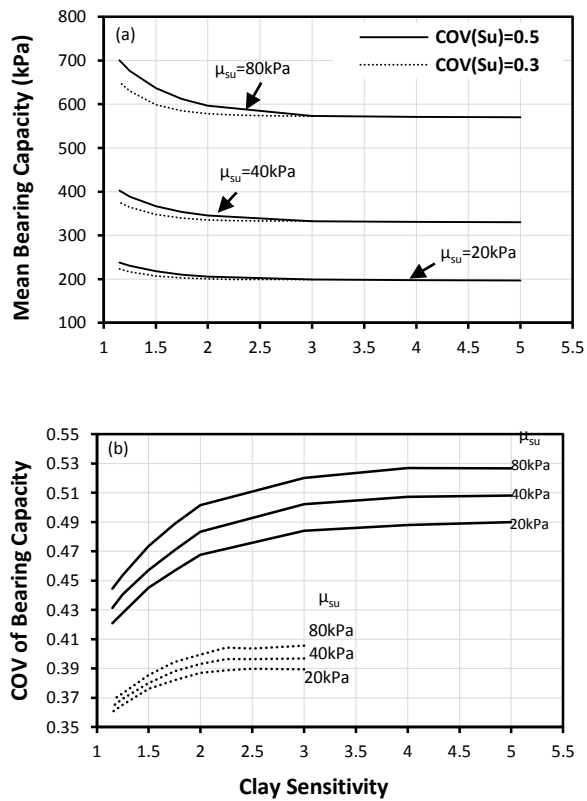 Mean Bearing Capacity (kPa)
800
700
600
500
400
300
200
100
(a)
COV(Su)=0.5
COV(Su)=0.3
μsu=80kPa
μsu=40kPa
μsu=20kPa
1 1.5 2 2.5 3 3.5 4 4.5 5 5.5
COV of Bearing Capacity
0.55
0.53
0.51
0.49
0.47
0.45
0.43
0.41
0.39
0.37
0.35
(b)
μsu
80kPa
40kPa
20kPa
μsu
80kPa
40kPa
20kPa
1 1.5 2 2.5 3 3.5 4 4.5 5 5.5
Clay Sensitivity